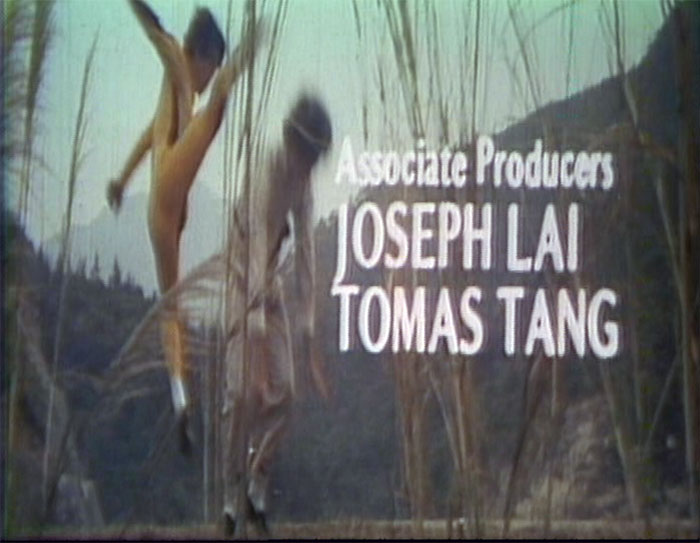 Associate Producers
JOSEPH LAI
TOMAS TANG